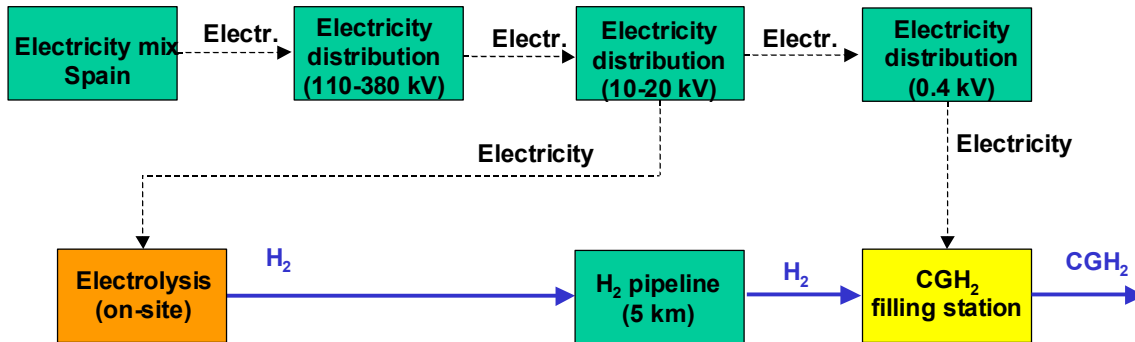 Electricity mix
Spain
Electr.
Electricity
distribution
(110-380 kV)
Electr.
Electricity
distribution
(10-20 kV)
Electr.
Electricity
distribution
(0.4 kV)
Electricity
Electricity
Electrolysis
(on-site)
H₂
H₂ pipeline
(5 km)
H₂
CGH₂
filling station
CGH₂